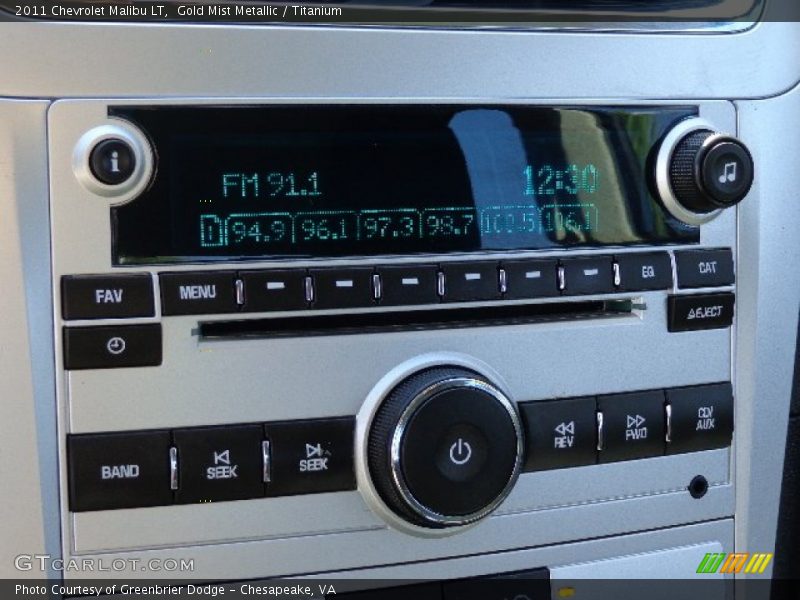 2011 Chevrolet Malibu LT,  Gold Mist Metallic / Titanium
i
FM 91.1 12:30
1 94.9 96.1 97.3 98.7 100.5 106.1
FAV MENU EQ CAT
EJECT
BAND SEEK SEEK REV FWD CD/AUX
GTcarlot.com
Photo Courtesy of Greenbrier Dodge – Chesapeake, VA